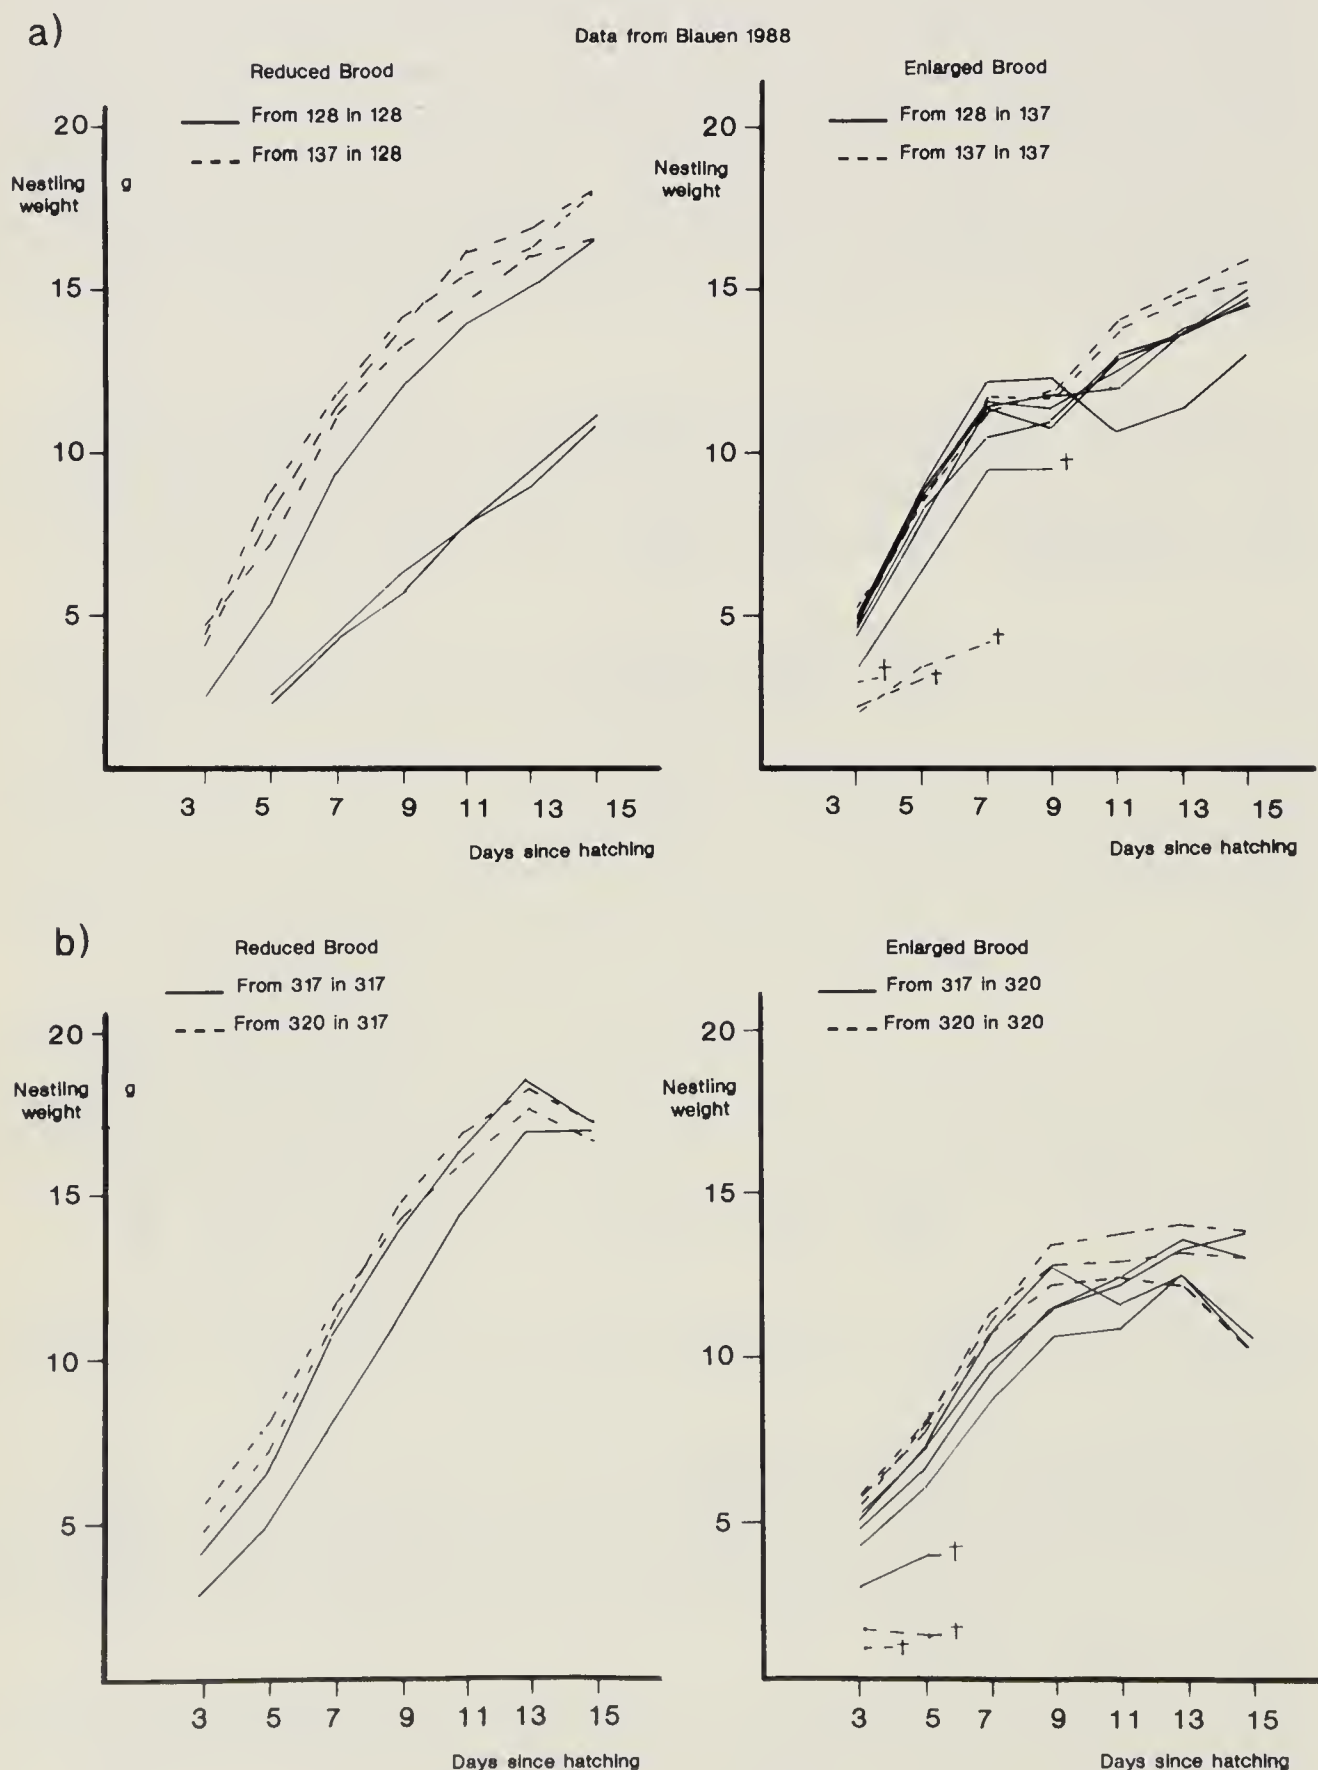 a)
Data from Blauen 1988
Reduced Brood
From 128 in 128
From 137 in 128
20
Nestling
weight
g
15
10
5
3 5 7 9 11 13 15
Days since hatching
Enlarged Brood
From 128 in 137
From 137 in 137
20
Nestling
weight
15
10
5
†
†
†
†
3 5 7 9 11 13 15
Days since hatching
b)
Reduced Brood
From 317 in 317
From 320 in 317
20
Nestling
weight
g
15
10
5
3 5 7 9 11 13 15
Days since hatching
Enlarged Brood
From 317 in 320
From 320 in 320
20
Nestling
weight
15
10
5
†
†
†
3 5 7 9 11 13 15
Days since hatching